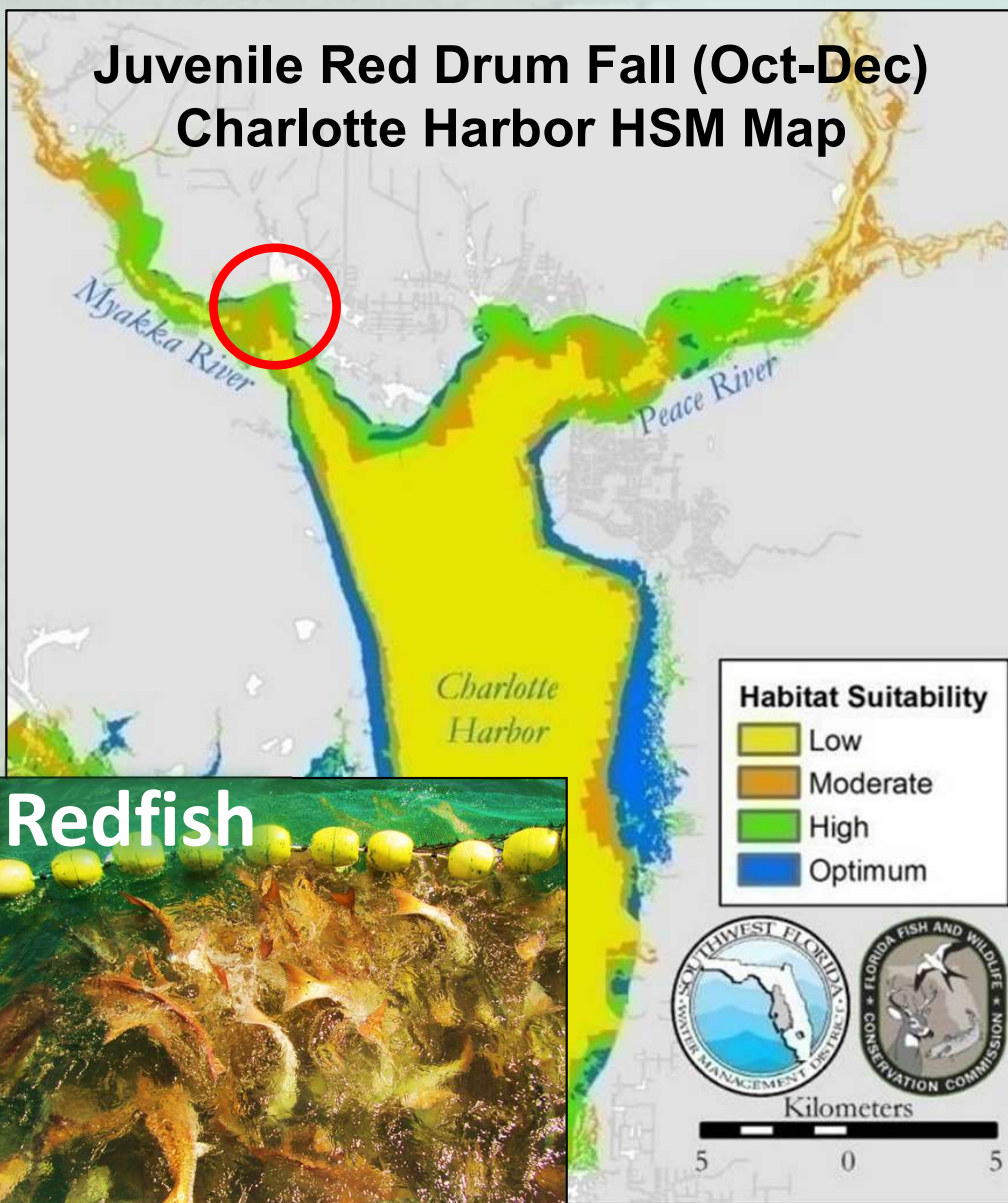 Juvenile Red Drum Fall (Oct-Dec)
Charlotte Harbor HSM Map
Myakka River
Peace River
Charlotte
Harbor
Habitat Suitability
Low
Moderate
High
Optimum
Redfish
SOUTHWEST FLORIDA
WATER MANAGEMENT DISTRICT
FLORIDA FISH AND WILDLIFE
CONSERVATION COMMISSION
Kilometers
5 0 5